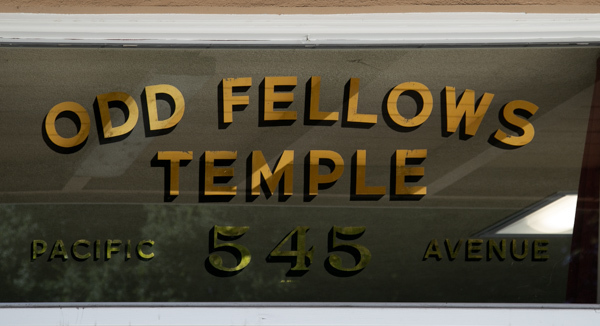 ODD FELLOWS
TEMPLE
PACIFIC 545 AVENUE